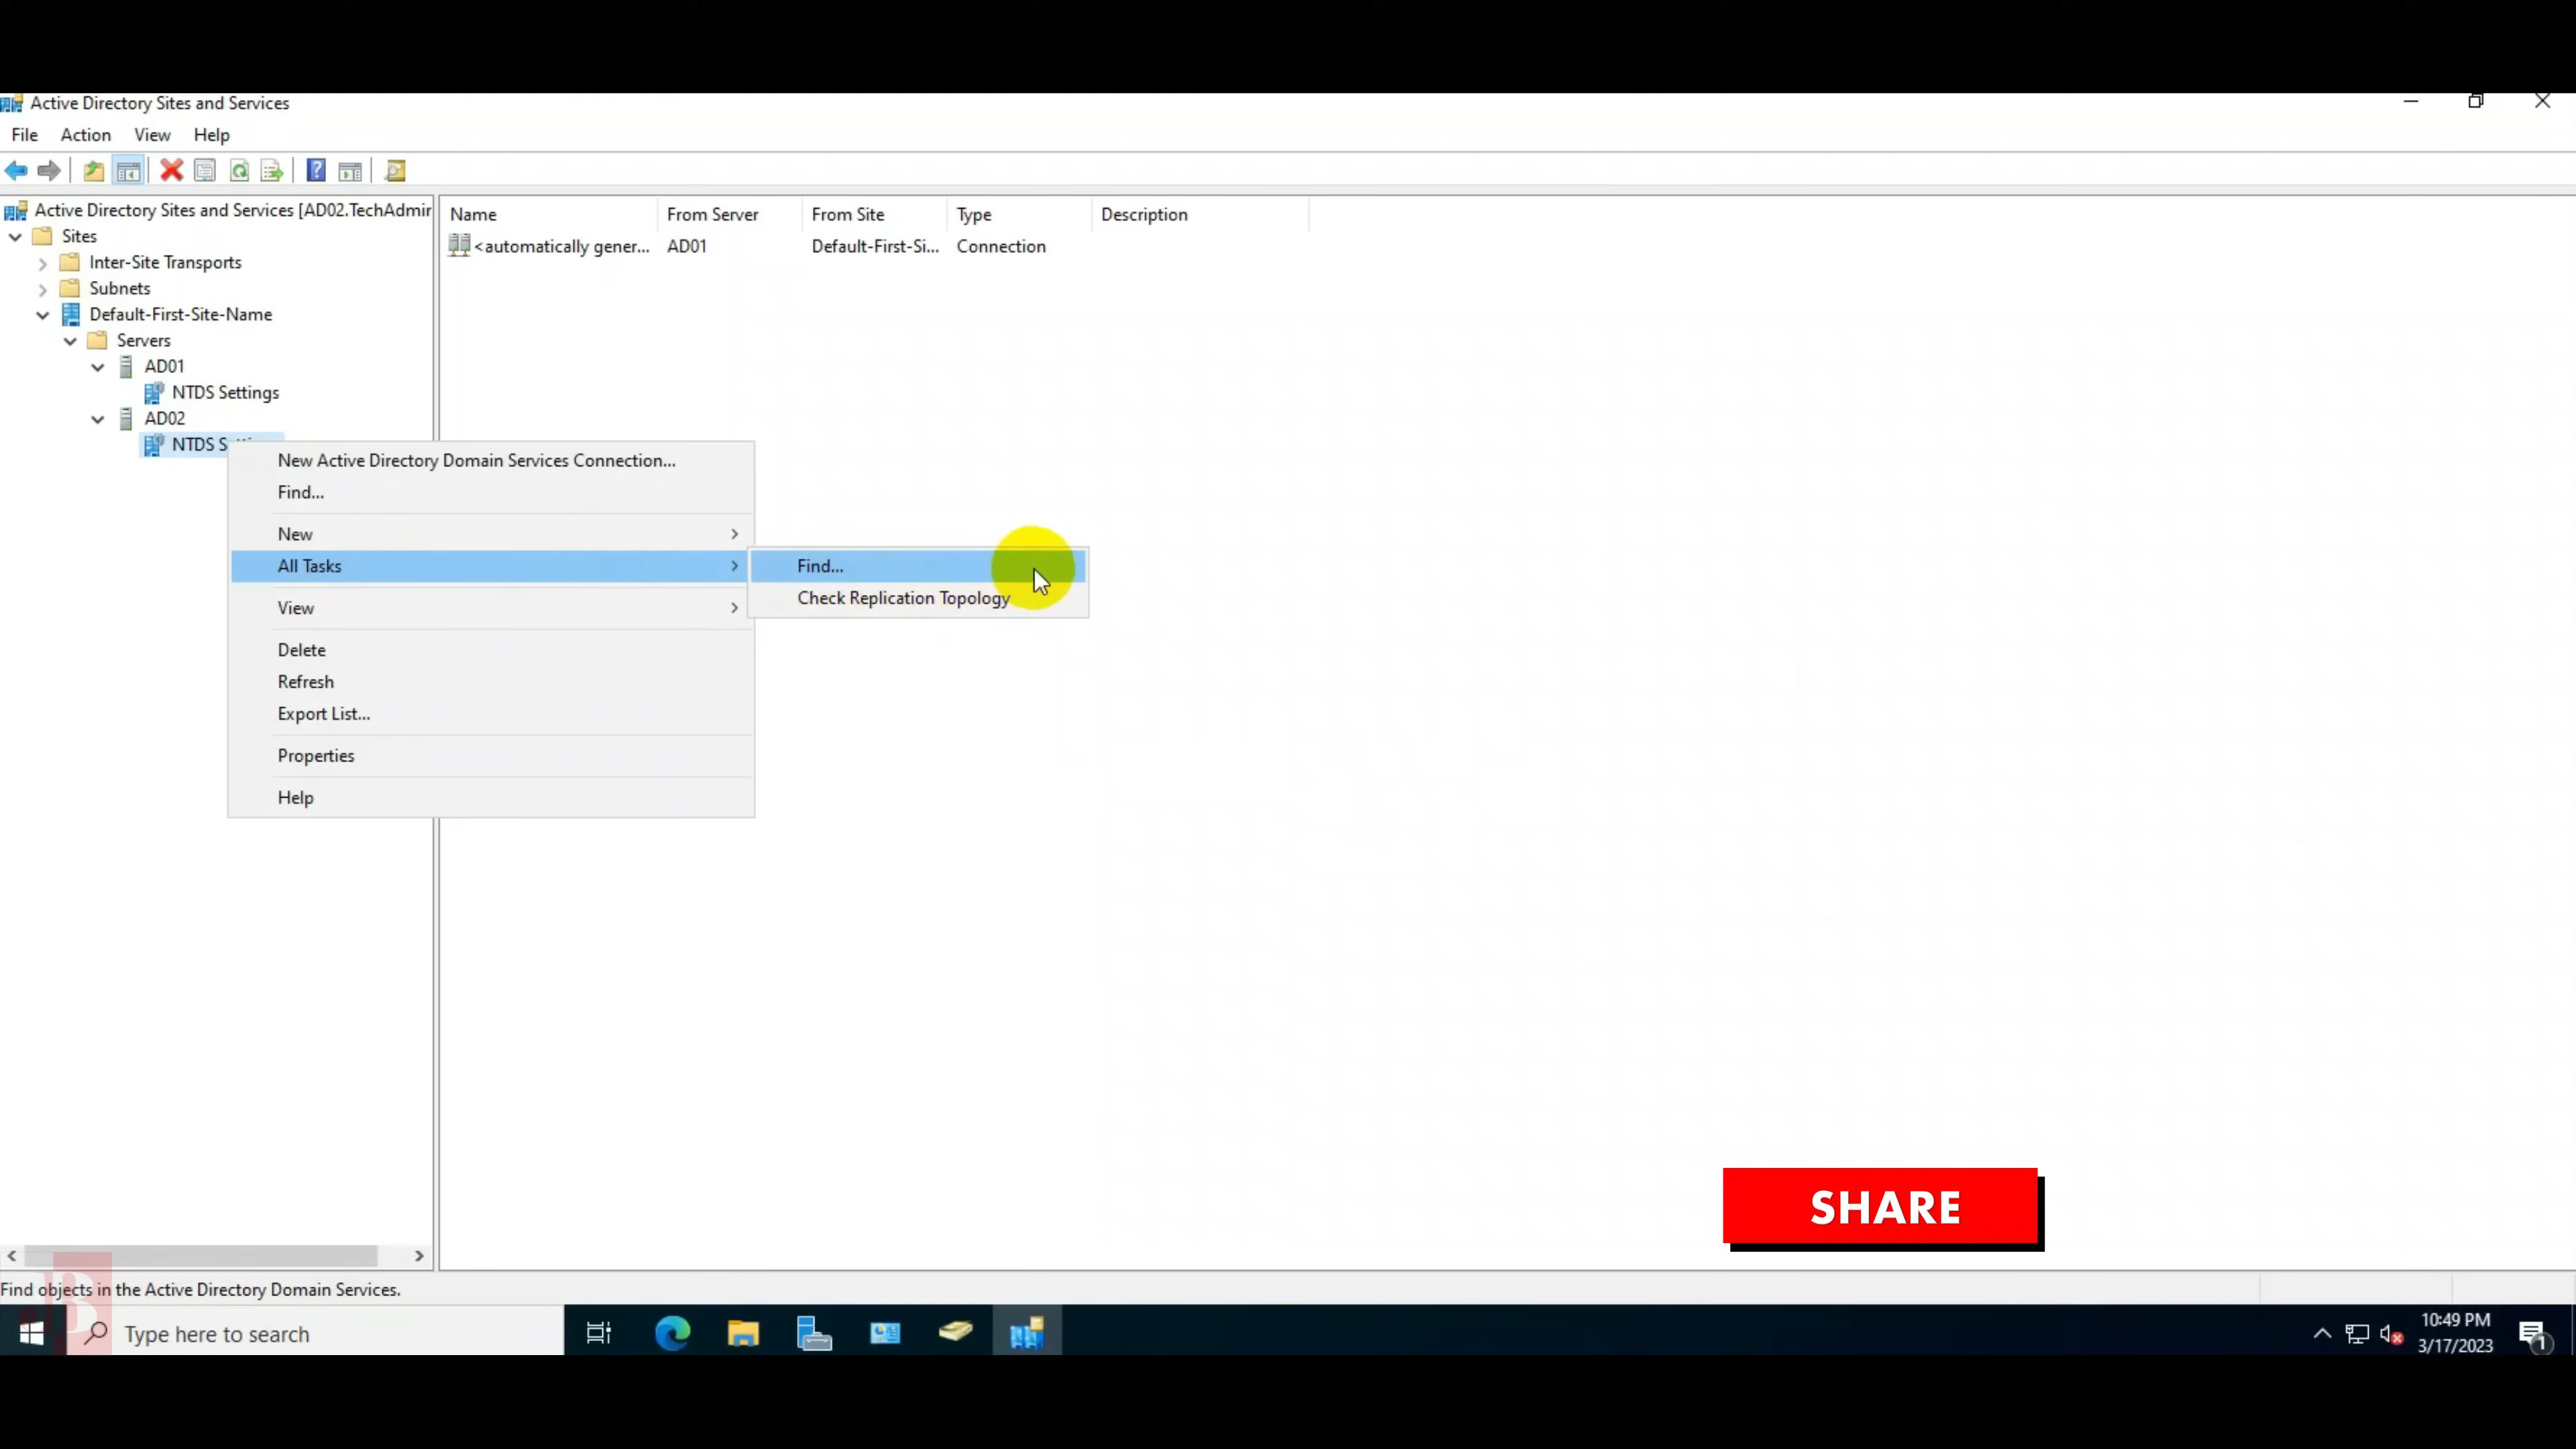 Active Directory Sites and Services
File Action View Help
Active Directory Sites and Services [AD02.TechAdmir
Sites
Inter-Site Transports
Subnets
Default-First-Site-Name
Servers
AD01
NTDS Settings
AD02
NTDS
Name From Server From Site Type Description
<automatically gener... AD01 Default-First-Si... Connection
New Active Directory Domain Services Connection...
Find...
New
All Tasks
View
Delete
Refresh
Export List...
Properties
Help
Find...
Check Replication Topology
SHARE
Find objects in the Active Directory Domain Services.
Type here to search
10:49 PM
3/17/2023
1